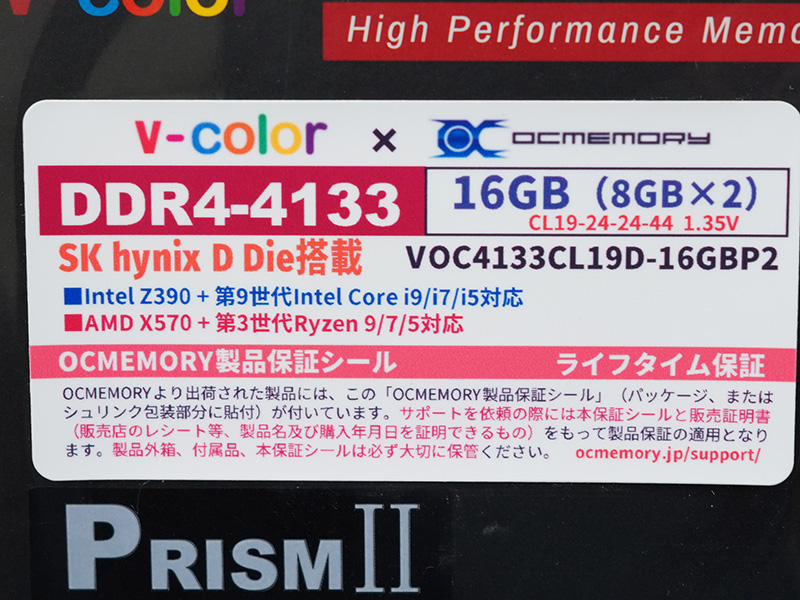 v-color
High Performance Memo
v-color × OCMEMORY
DDR4-4133 16GB（8GB×2）
CL19-24-24-44 1.35V
SK hynix D Die搭載 VOC4133CL19D-16GBP2
■Intel Z390 + 第9世代Intel Core i9/i7/i5対応
■AMD X570 + 第3世代Ryzen 9/7/5対応
OCMEMORY製品保証シール ライフタイム保証
OCMEMORYより出荷された製品には、この「OCMEMORY製品保証シール」（パッケージ、または
シュリンク包装部分に貼付）が付いています。サポートを依頼の際には本保証シールと販売証明書
（販売店のレシート等、製品名及び購入年月日を証明できるもの）をもって製品保証の適用となり
ます。製品外箱、付属品、本保証シールは必ず大切に保管ください。 ocmemory.jp/support/
PRISM II